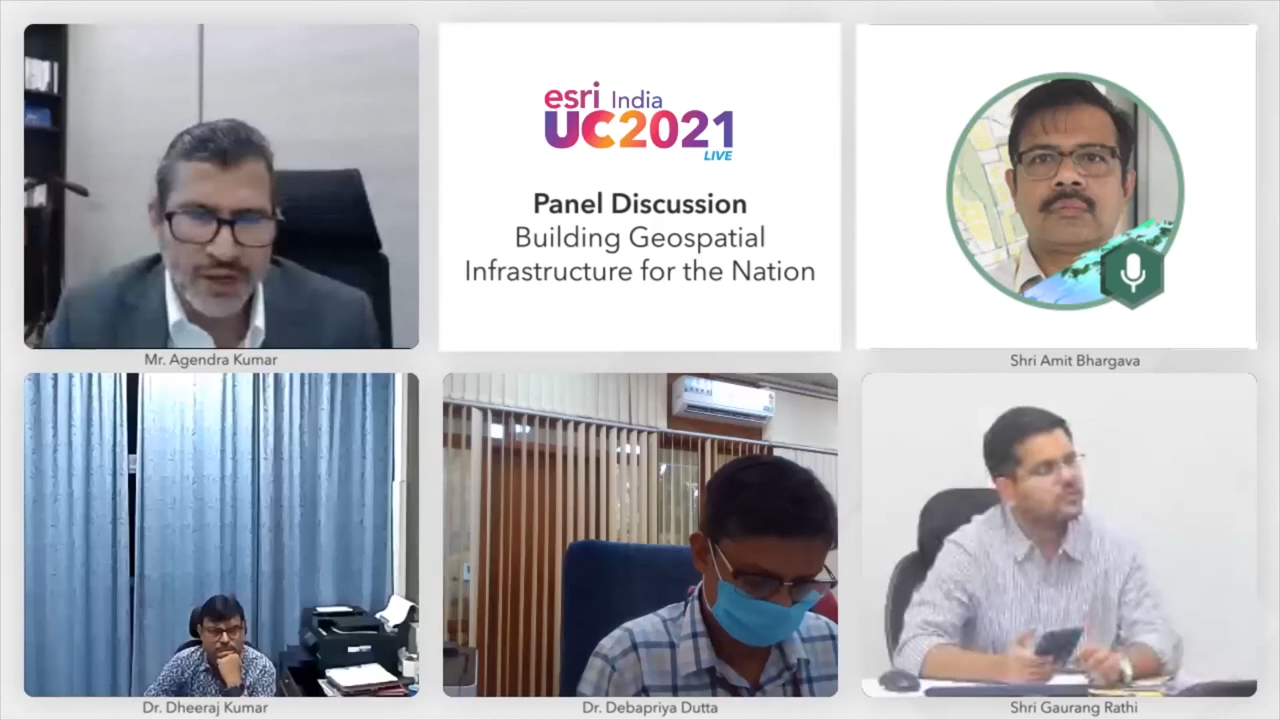 esri India
UC2021
LIVE
Panel Discussion
Building Geospatial
Infrastructure for the Nation
Mr. Agendra Kumar
Shri Amit Bhargava
Dr. Dheeraj Kumar
Dr. Debapriya Dutta
Shri Gaurang Rathi